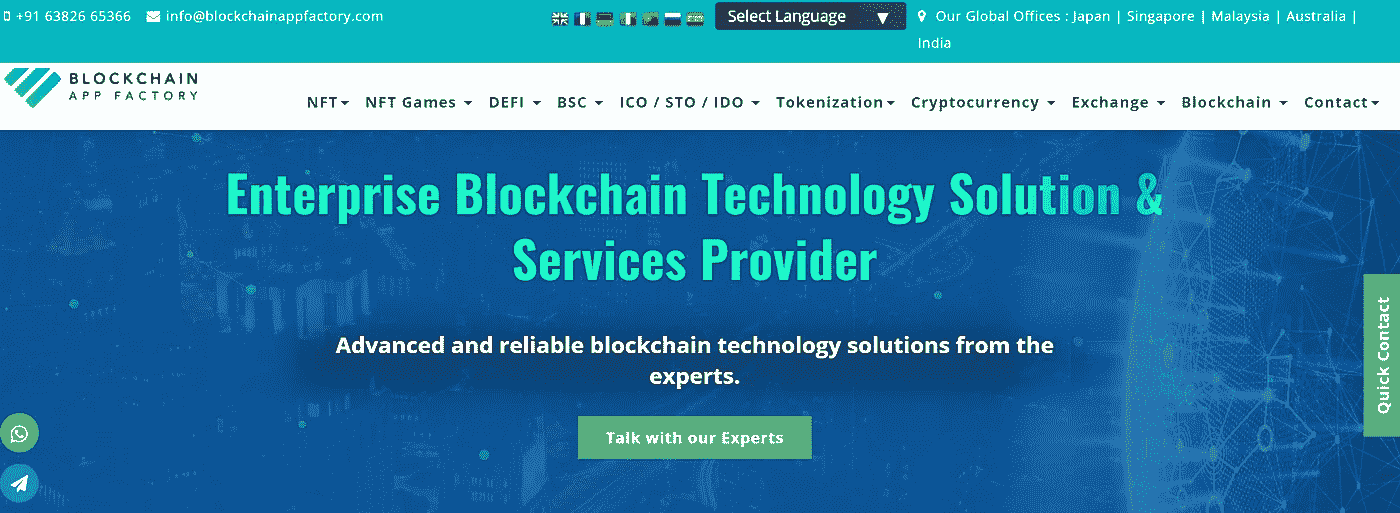 +91 63826 65366 info@blockchainappfactory.com Select Language Our Global Offices : Japan | Singapore | Malaysia | Australia |
India
BLOCKCHAIN
APP FACTORY
NFT NFT Games DEFI BSC ICO / STO / IDO Tokenization Cryptocurrency Exchange Blockchain Contact
Enterprise Blockchain Technology Solution &
Services Provider
Advanced and reliable blockchain technology solutions from the
experts.
Talk with our Experts
Quick Contact